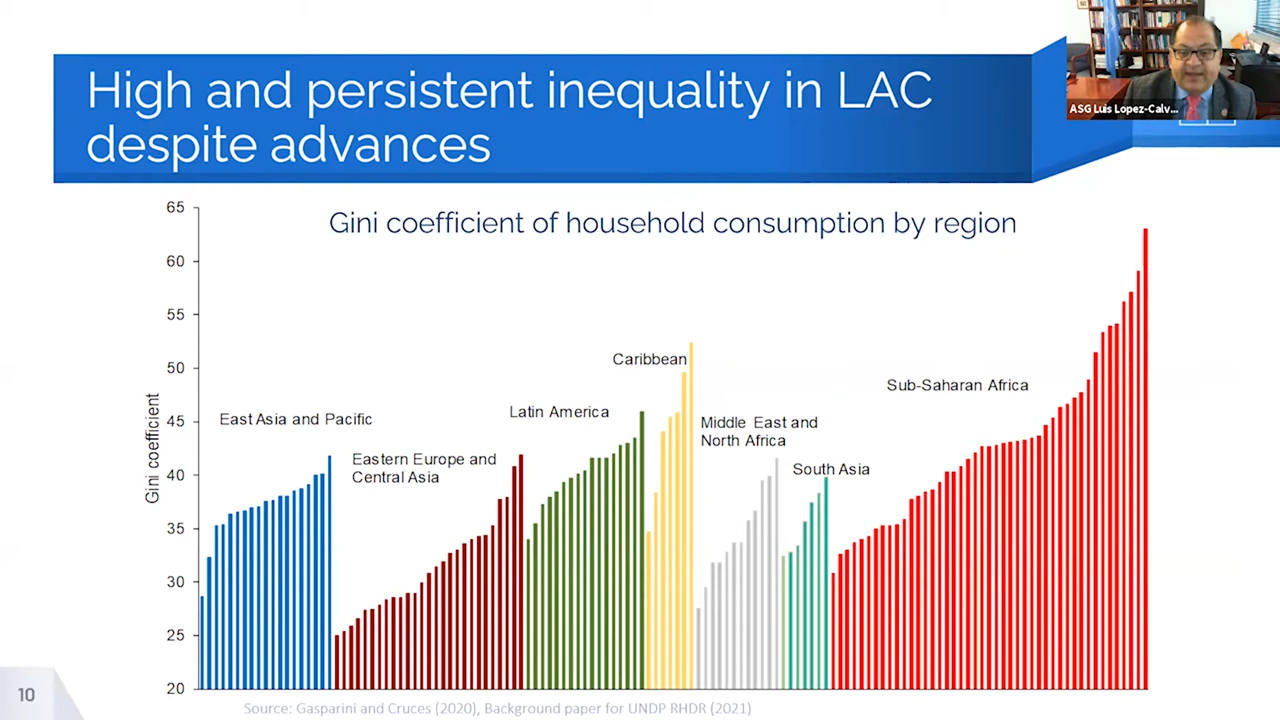 High and persistent inequality in LAC
despite advances
ASG Luis Lopez-Calv...
Gini coefficient of household consumption by region
Gini coefficient
65
60
55
50
45
40
35
30
25
20
East Asia and Pacific
Eastern Europe and
Central Asia
Latin America
Caribbean
Middle East and
North Africa
South Asia
Sub-Saharan Africa
10
Source: Gasparini and Cruces (2020), Background paper for UNDP RHDR (2021)